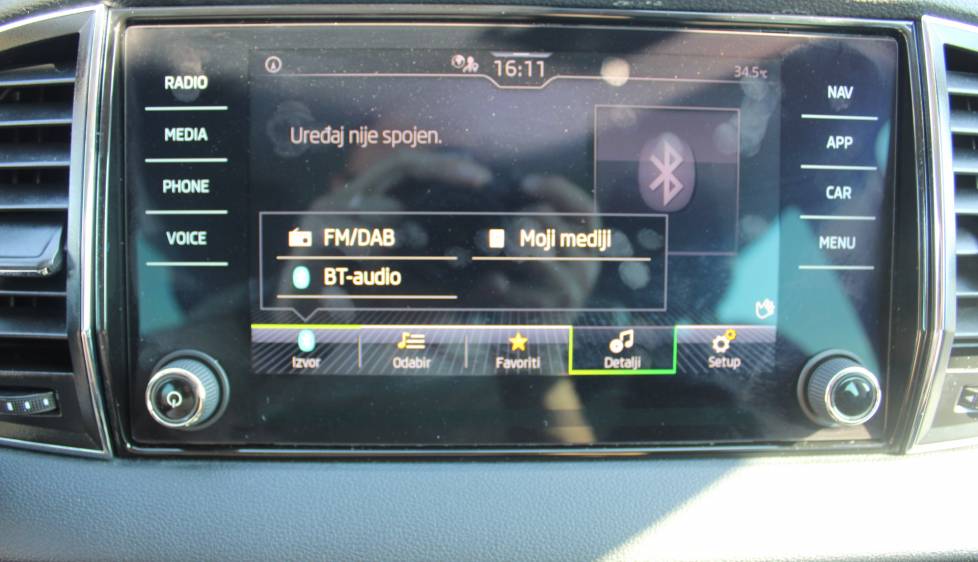 RADIO
MEDIA
PHONE
VOICE
16:11
34.5°C
Uređaj nije spojen.
FM/DAB
Moji mediji
BT-audio
Izvor
Odabir
Favoriti
Detalji
Setup
NAV
APP
CAR
MENU